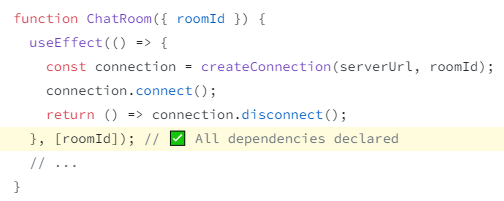 function ChatRoom({ roomId }) {
  useEffect(() => {
    const connection = createConnection(serverUrl, roomId);
    connection.connect();
    return () => connection.disconnect();
  }, [roomId]); // ✅ All dependencies declared
  // ...
}